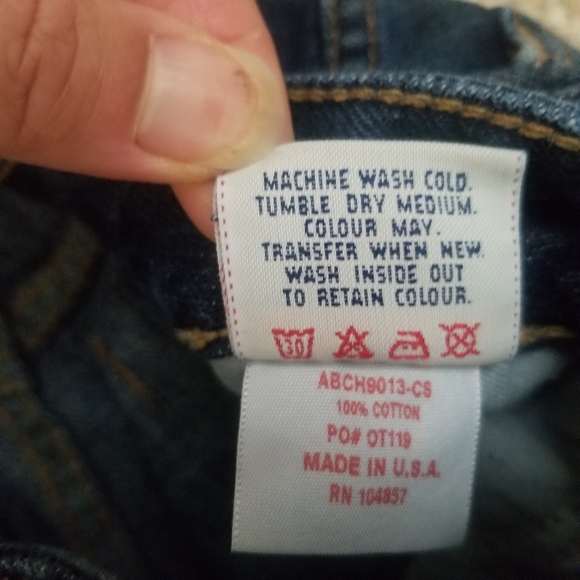 MACHINE WASH COLD.
TUMBLE DRY MEDIUM.
COLOUR MAY.
TRANSFER WHEN NEW.
WASH INSIDE OUT
TO RETAIN COLOUR.
30
ABCH9013-CS
100% COTTON
PO# OT119
MADE IN U.S.A.
RN 104857